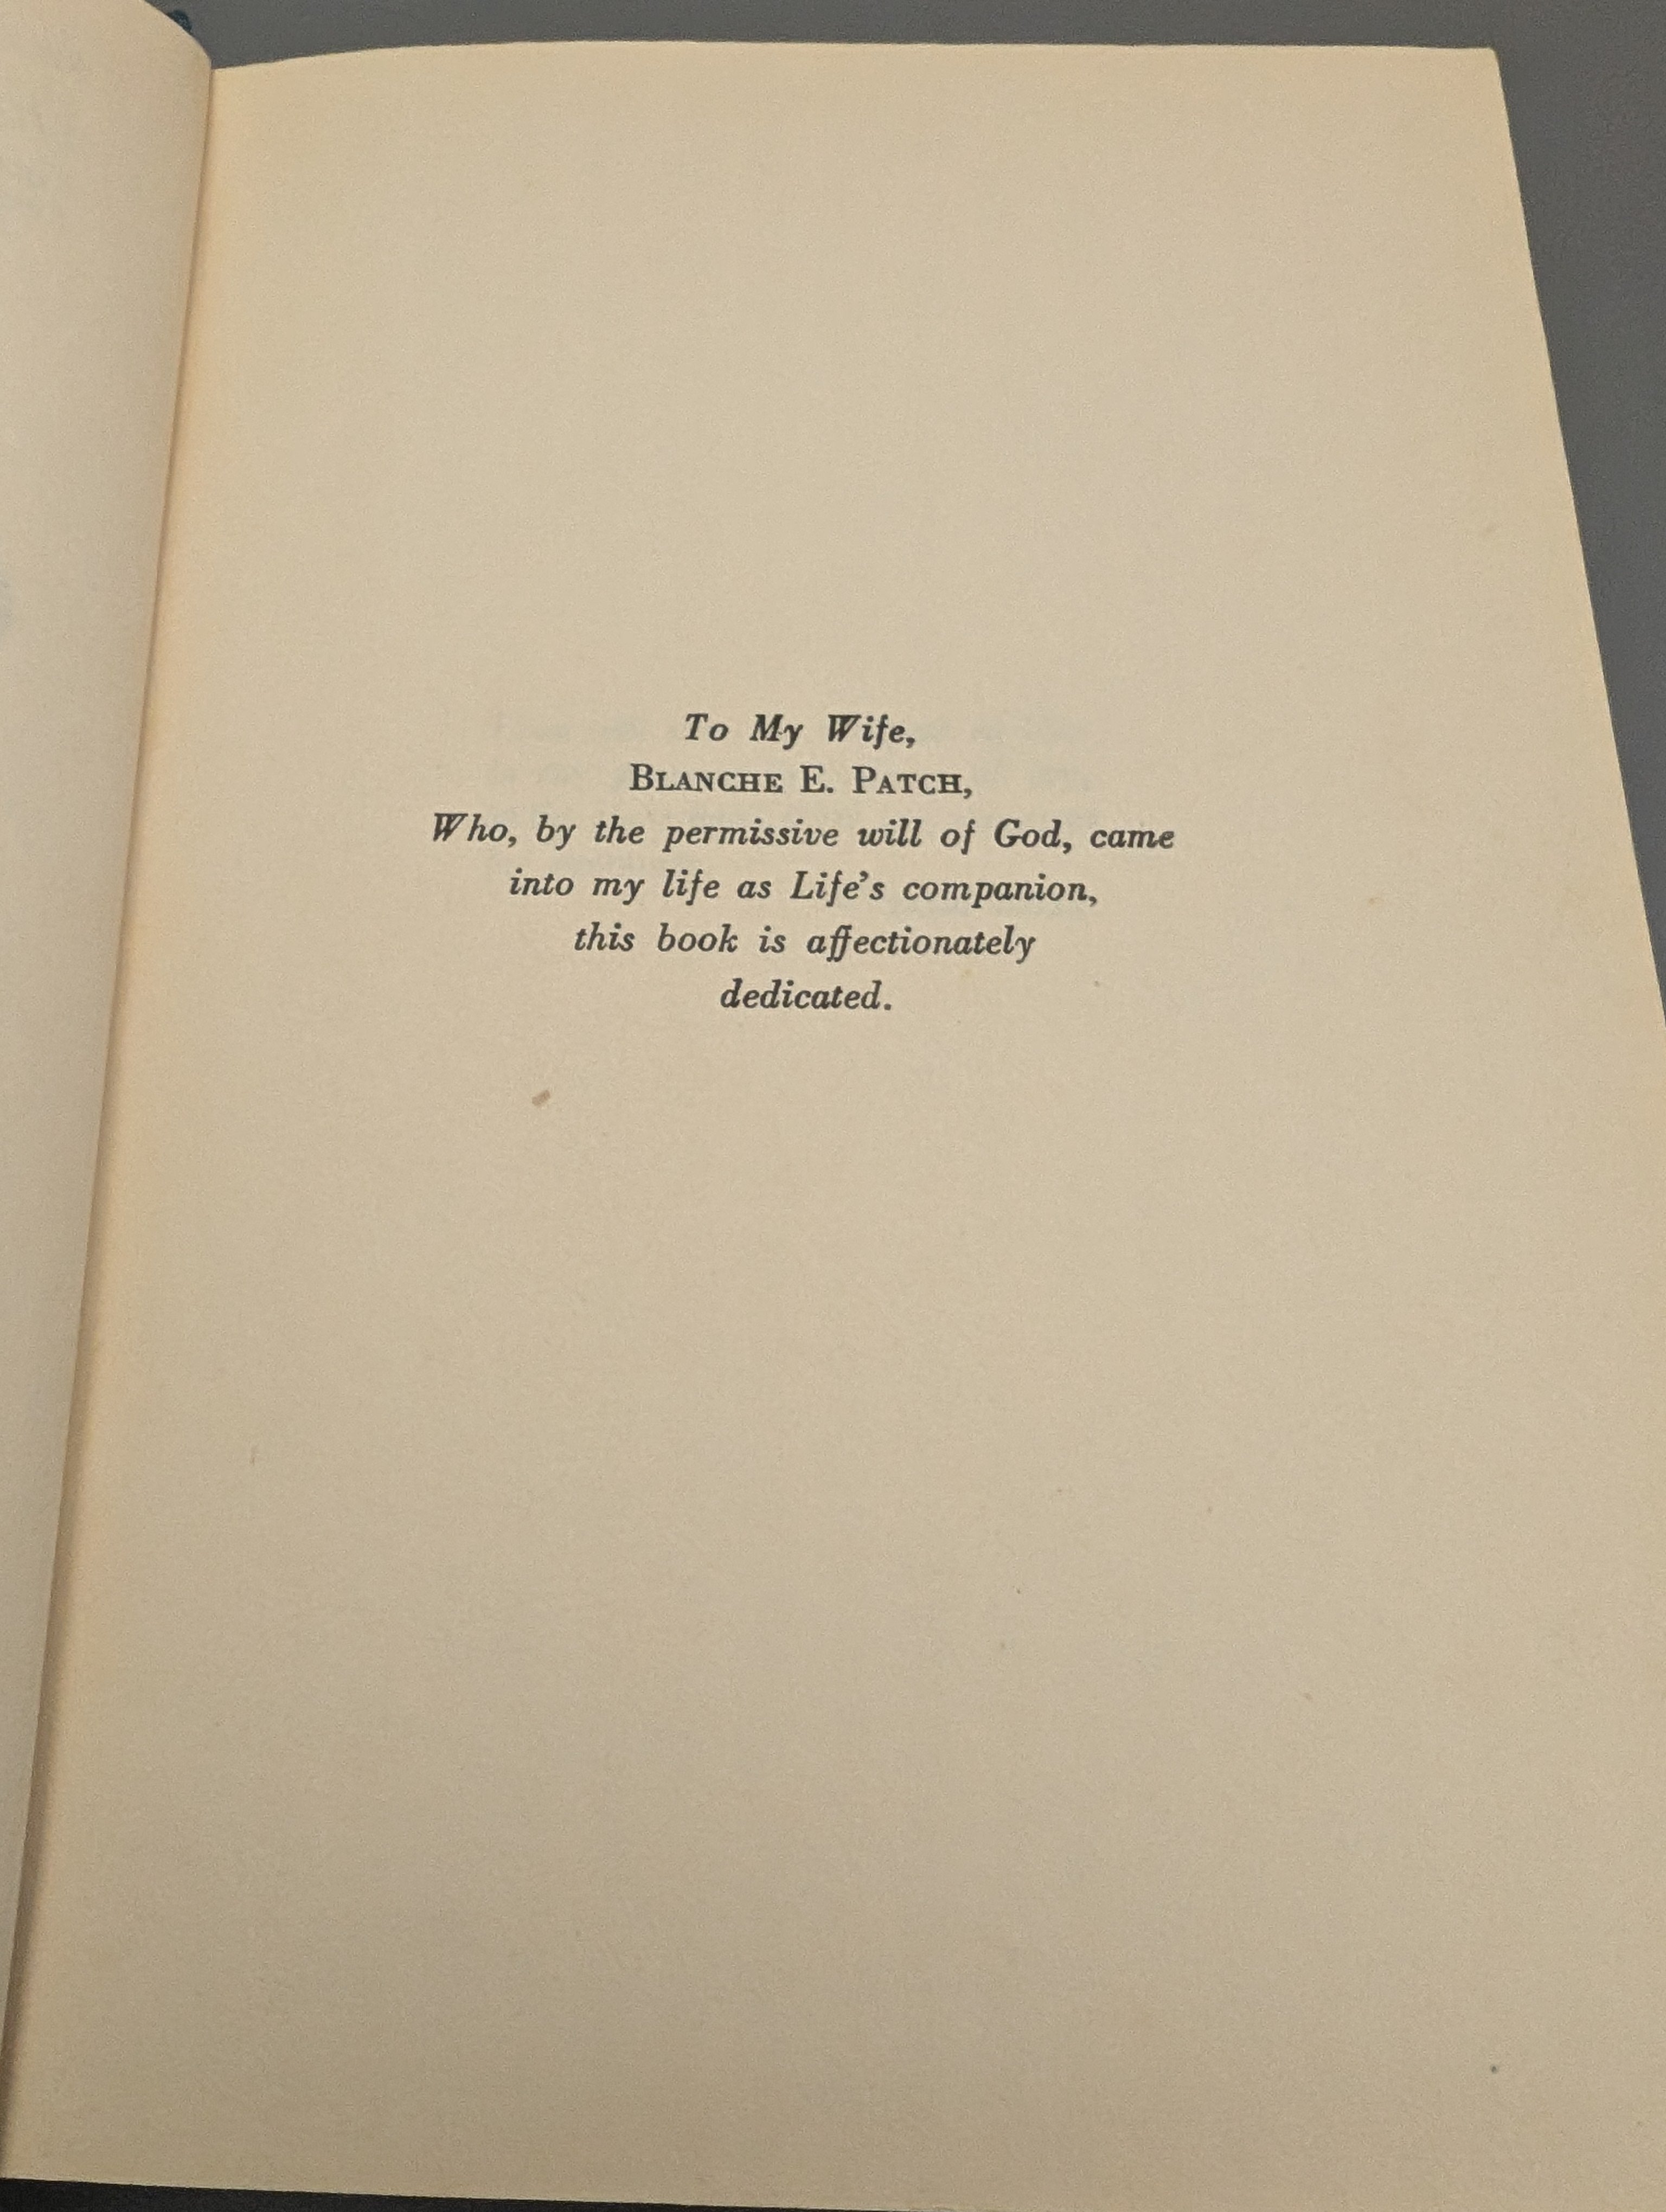 To My Wife,
BLANCHE E. PATCH,
Who, by the permissive will of God, came
into my life as Life's companion,
this book is affectionately
dedicated.